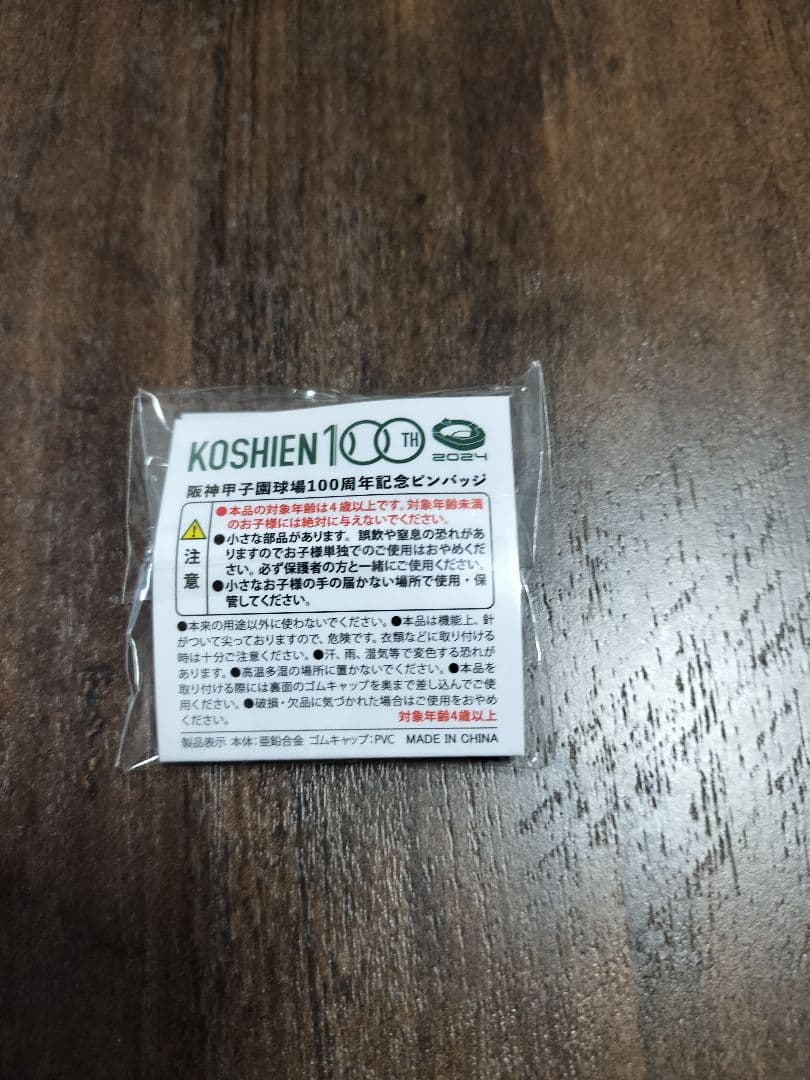 KOSHIEN 100TH 2024
阪神甲子園球場100周年記念ピンバッジ
注意
●本品の対象年齢は4歳以上です。対象年齢未満
のお子様には絶対に与えないでください。
●小さな部品があります。誤飲や窒息の恐れがあ
りますのでお子様単独でのご使用はおやめくだ
さい。必ず保護者の方と一緒にご使用ください。
●小さなお子様の手の届かない場所で使用・保
管してください。
●本来の用途以外に使わないでください。●本品は機能上、針
がついて尖っておりますので、危険です。衣類などに取り付ける
時は十分ご注意ください。●汗、雨、湿気等で変色する恐れが
あります。●高温多湿の場所に置かないでください。●本品を
取り付ける際には裏面のゴムキャップを奥まで差し込んでご使
用ください。●破損・欠品に気づかれた場合はご使用をおやめ
ください。
対象年齢4歳以上
製品表示 本体:亜鉛合金 ゴムキャップ:PVC MADE IN CHINA